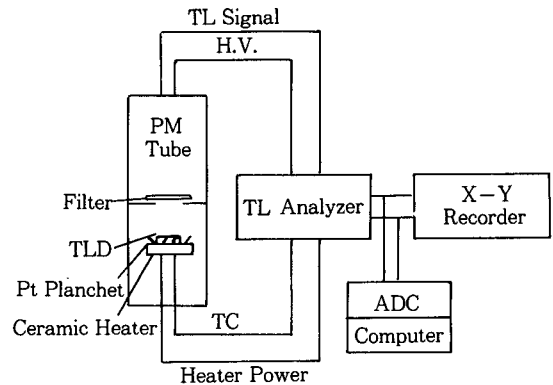 TL Signal
H.V.
PM
Tube
Filter
TL Analyzer
X-Y
Recorder
TLD
Pt Planchet
Ceramic Heater
TC
ADC
Computer
Heater Power